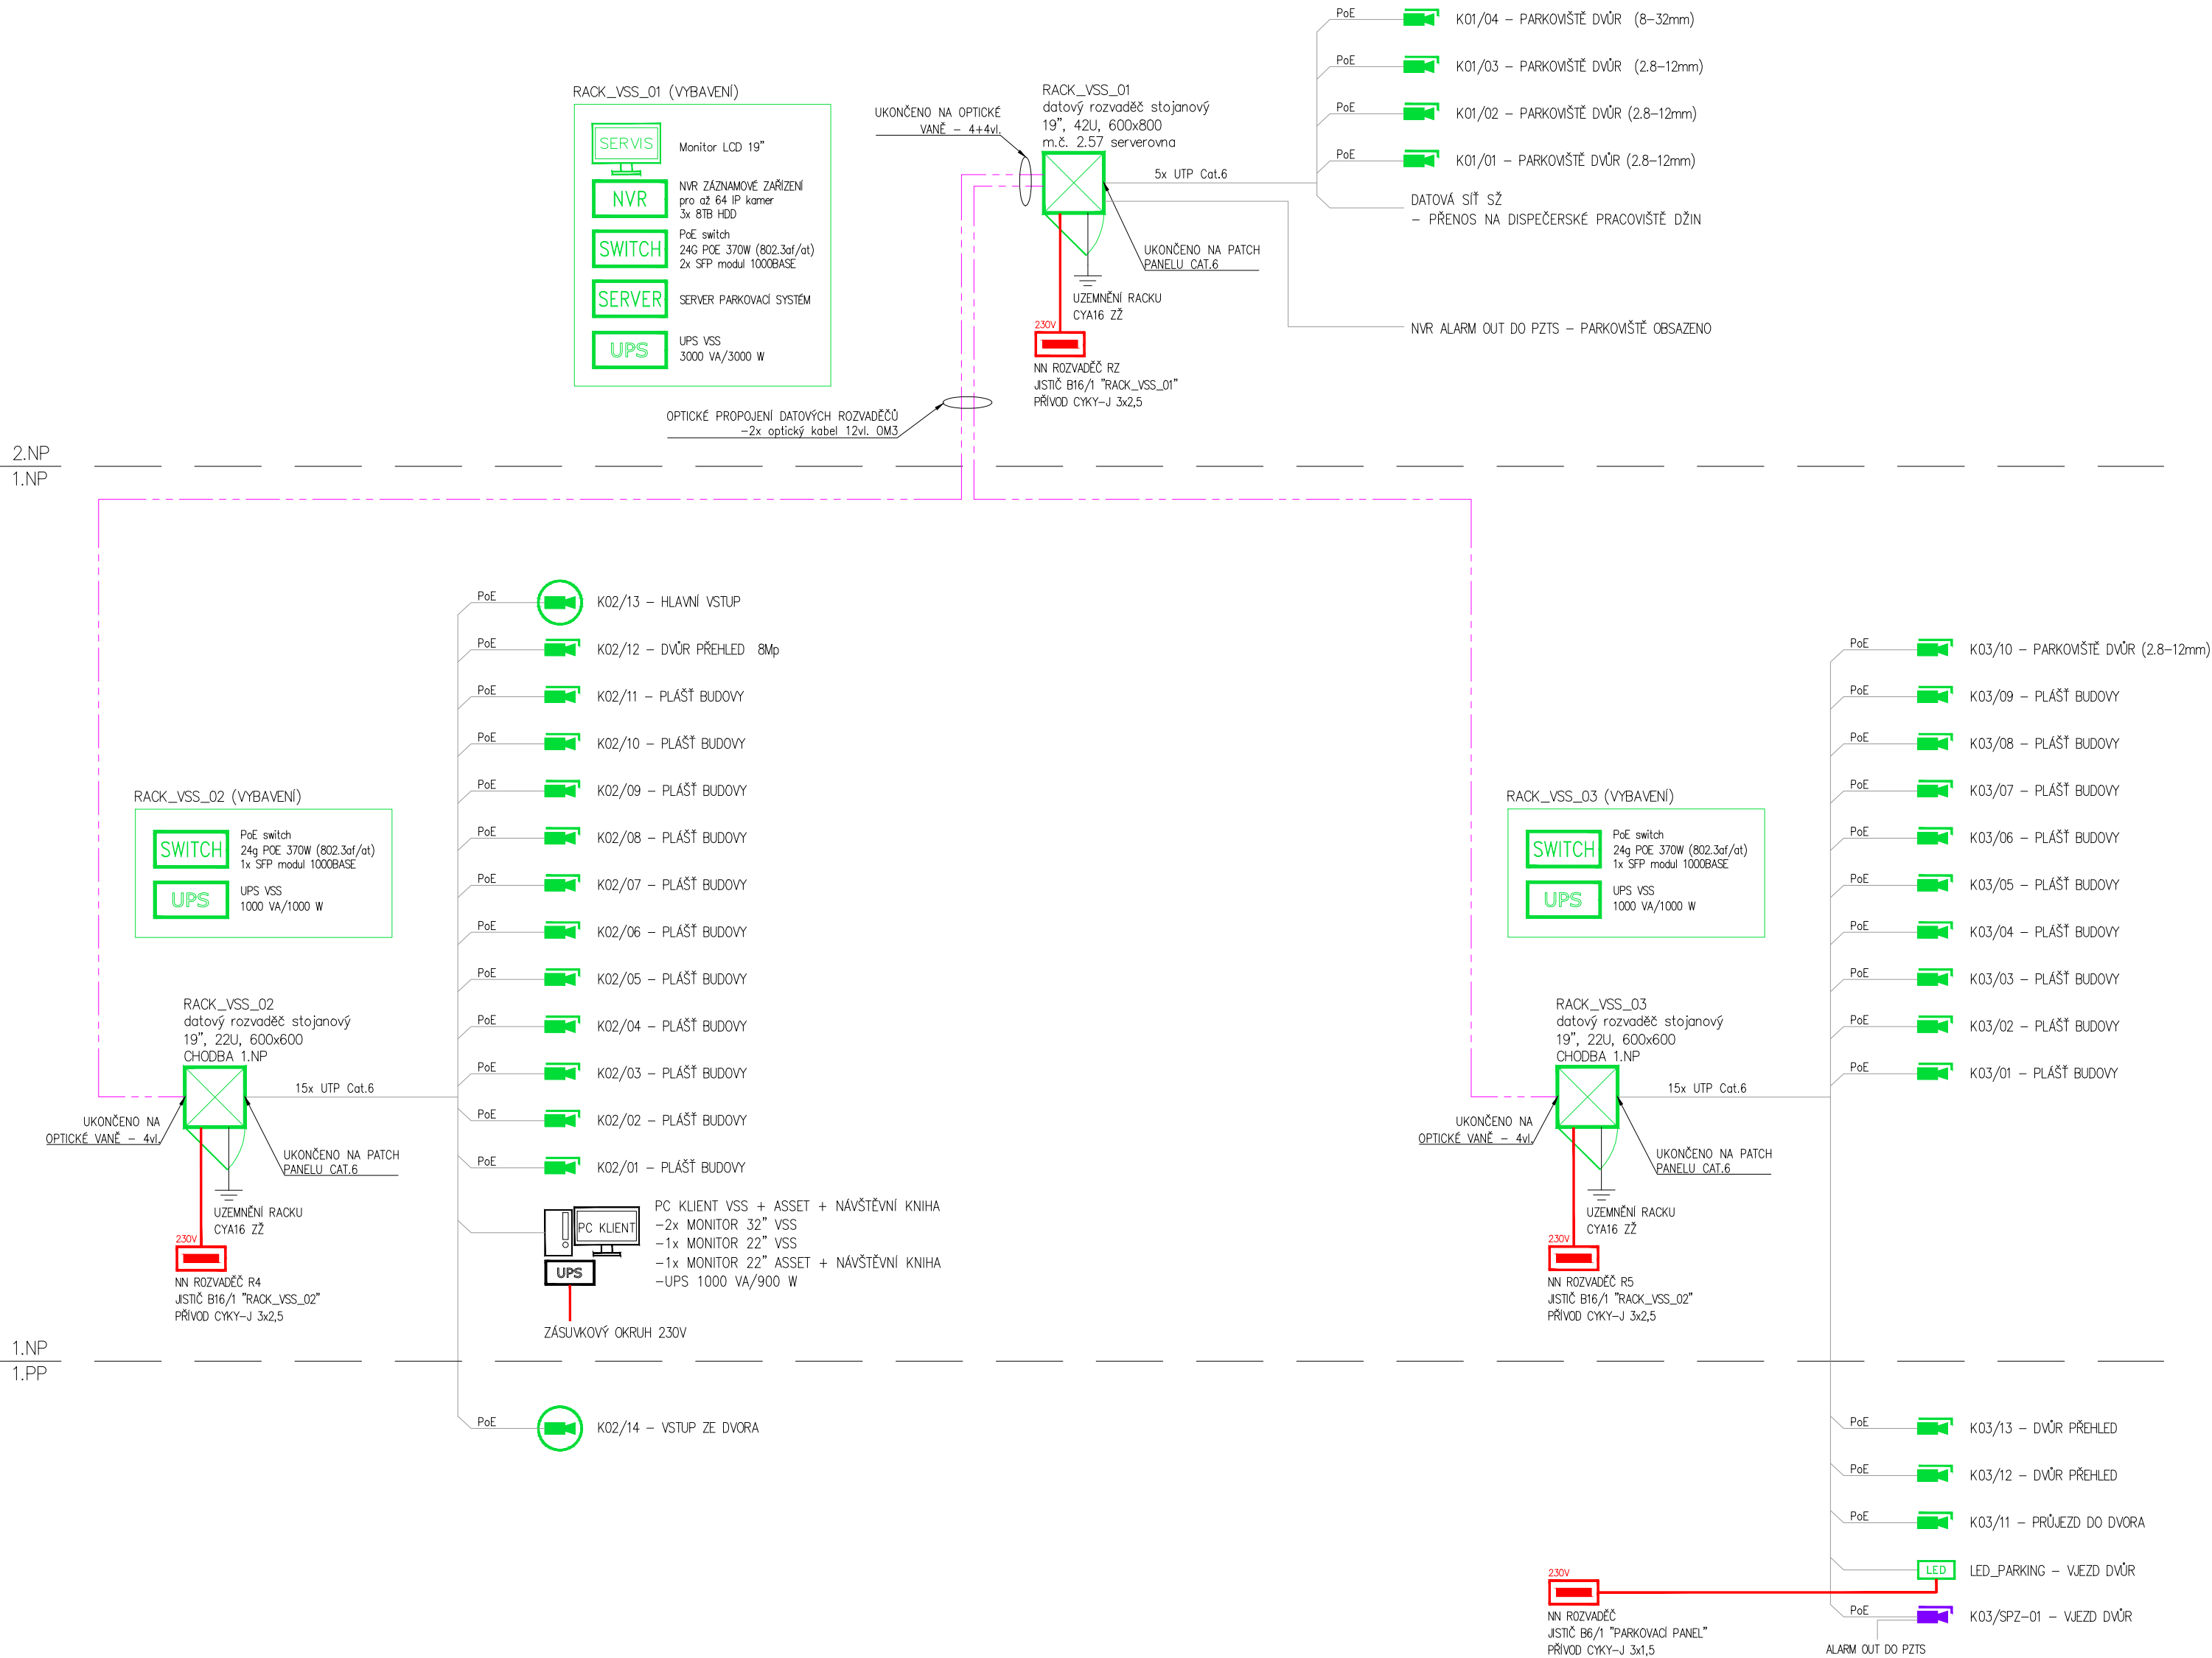 PoE
K01/04 – PARKOVIŠTĚ DVŮR (8–32mm)
PoE
K01/03 – PARKOVIŠTĚ DVŮR (2.8–12mm)
PoE
K01/02 – PARKOVIŠTĚ DVŮR (2.8–12mm)
PoE
K01/01 – PARKOVIŠTĚ DVŮR (2.8–12mm)
5x UTP Cat.6
DATOVÁ SÍŤ SŽ
– PŘENOS NA DISPEČERSKÉ PRACOVIŠTĚ DŽIN
NVR ALARM OUT DO PZTS – PARKOVIŠTĚ OBSAZENO
RACK_VSS_01 (VYBAVENÍ)
SERVIS
Monitor LCD 19"
NVR
NVR ZÁZNAMOVÉ ZAŘÍZENÍ
pro až 64 IP kamer
3x 8TB HDD
SWITCH
PoE switch
24G POE 370W (802.3af/at)
2x SFP modul 1000BASE
SERVER
SERVER PARKOVACÍ SYSTÉM
UPS
UPS VSS
3000 VA/3000 W
UKONČENO NA OPTICKÉ
VANĚ – 4+4vl.
RACK_VSS_01
datový rozvaděč stojanový
19", 42U, 600x800
m.č. 2.57 serverovna
UKONČENO NA PATCH
PANELU CAT.6
UZEMNĚNÍ RACKU
CYA16 ZŽ
230V
NN ROZVADĚČ RZ
JISTIČ B16/1 "RACK_VSS_01"
PŘÍVOD CYKY–J 3x2,5
OPTICKÉ PROPOJENÍ DATOVÝCH ROZVADĚČŮ
–2x optický kabel 12vl. OM3
2.NP
1.NP
RACK_VSS_02 (VYBAVENÍ)
SWITCH
PoE switch
24g POE 370W (802.3af/at)
1x SFP modul 1000BASE
UPS
UPS VSS
1000 VA/1000 W
RACK_VSS_02
datový rozvaděč stojanový
19", 22U, 600x600
CHODBA 1.NP
15x UTP Cat.6
UKONČENO NA
OPTICKÉ VANĚ – 4vl.
UKONČENO NA PATCH
PANELU CAT.6
UZEMNĚNÍ RACKU
CYA16 ZŽ
230V
NN ROZVADĚČ R4
JISTIČ B16/1 "RACK_VSS_02"
PŘÍVOD CYKY–J 3x2,5
PoE
K02/13 – HLAVNÍ VSTUP
PoE
K02/12 – DVŮR PŘEHLED 8Mp
PoE
K02/11 – PLÁŠŤ BUDOVY
PoE
K02/10 – PLÁŠŤ BUDOVY
PoE
K02/09 – PLÁŠŤ BUDOVY
PoE
K02/08 – PLÁŠŤ BUDOVY
PoE
K02/07 – PLÁŠŤ BUDOVY
PoE
K02/06 – PLÁŠŤ BUDOVY
PoE
K02/05 – PLÁŠŤ BUDOVY
PoE
K02/04 – PLÁŠŤ BUDOVY
PoE
K02/03 – PLÁŠŤ BUDOVY
PoE
K02/02 – PLÁŠŤ BUDOVY
PoE
K02/01 – PLÁŠŤ BUDOVY
PC KLIENT
UPS
PC KLIENT VSS + ASSET + NÁVŠTĚVNÍ KNIHA
–2x MONITOR 32" VSS
–1x MONITOR 22" VSS
–1x MONITOR 22" ASSET + NÁVŠTĚVNÍ KNIHA
–UPS 1000 VA/900 W
ZÁSUVKOVÝ OKRUH 230V
RACK_VSS_03 (VYBAVENÍ)
SWITCH
PoE switch
24g POE 370W (802.3af/at)
1x SFP modul 1000BASE
UPS
UPS VSS
1000 VA/1000 W
RACK_VSS_03
datový rozvaděč stojanový
19", 22U, 600x600
CHODBA 1.NP
15x UTP Cat.6
UKONČENO NA
OPTICKÉ VANĚ – 4vl.
UKONČENO NA PATCH
PANELU CAT.6
UZEMNĚNÍ RACKU
CYA16 ZŽ
230V
NN ROZVADĚČ R5
JISTIČ B16/1 "RACK_VSS_02"
PŘÍVOD CYKY–J 3x2,5
PoE
K03/10 – PARKOVIŠTĚ DVŮR (2.8–12mm)
PoE
K03/09 – PLÁŠŤ BUDOVY
PoE
K03/08 – PLÁŠŤ BUDOVY
PoE
K03/07 – PLÁŠŤ BUDOVY
PoE
K03/06 – PLÁŠŤ BUDOVY
PoE
K03/05 – PLÁŠŤ BUDOVY
PoE
K03/04 – PLÁŠŤ BUDOVY
PoE
K03/03 – PLÁŠŤ BUDOVY
PoE
K03/02 – PLÁŠŤ BUDOVY
PoE
K03/01 – PLÁŠŤ BUDOVY
1.NP
1.PP
PoE
K02/14 – VSTUP ZE DVORA
PoE
K03/13 – DVŮR PŘEHLED
PoE
K03/12 – DVŮR PŘEHLED
PoE
K03/11 – PRŮJEZD DO DVORA
LED
LED_PARKING – VJEZD DVŮR
PoE
K03/SPZ–01 – VJEZD DVŮR
ALARM OUT DO PZTS
230V
NN ROZVADĚČ
JISTIČ B6/1 "PARKOVACÍ PANEL"
PŘÍVOD CYKY–J 3x1,5